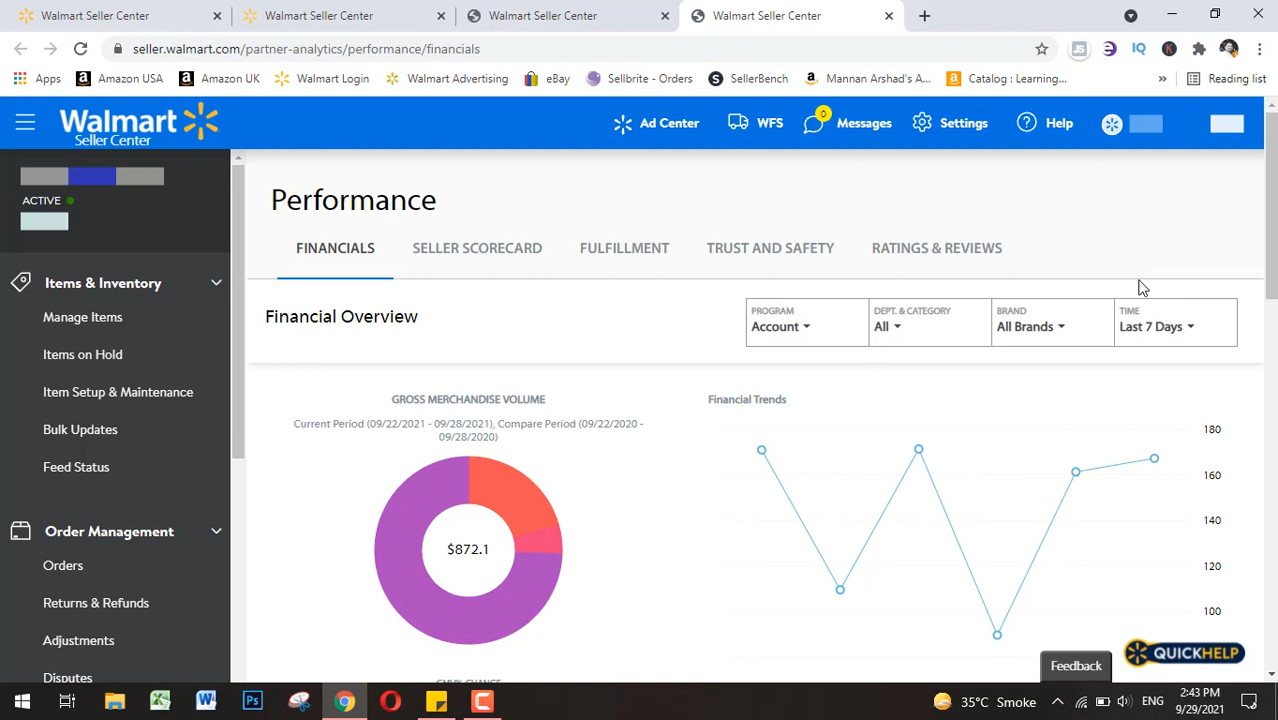 Walmart Seller Center
Walmart Seller Center
Walmart Seller Center
Walmart Seller Center
seller.walmart.com/partner-analytics/performance/financials
JS
IQ
K
Apps
Amazon USA
Amazon UK
Walmart Login
Walmart Advertising
eBay
Sellbrite - Orders
SellerBench
Mannan Arshad's A...
Catalog : Learning...
»
Reading list
Walmart
Seller Center
Ad Center
WFS
0
Messages
Settings
Help
ACTIVE
Items & Inventory
Manage Items
Items on Hold
Item Setup & Maintenance
Bulk Updates
Feed Status
Order Management
Orders
Returns & Refunds
Adjustments
Disputes
Performance
FINANCIALS
SELLER SCORECARD
FULFILLMENT
TRUST AND SAFETY
RATINGS & REVIEWS
Financial Overview
PROGRAM
Account
DEPT. & CATEGORY
All
BRAND
All Brands
TIME
Last 7 Days
GROSS MERCHANDISE VOLUME
Current Period (09/22/2021 - 09/28/2021), Compare Period (09/22/2020 -
09/28/2020)
$872.1
Financial Trends
180
160
140
120
100
Feedback
QUICKHELP
35°C Smoke
ENG
2:43 PM
9/29/2021